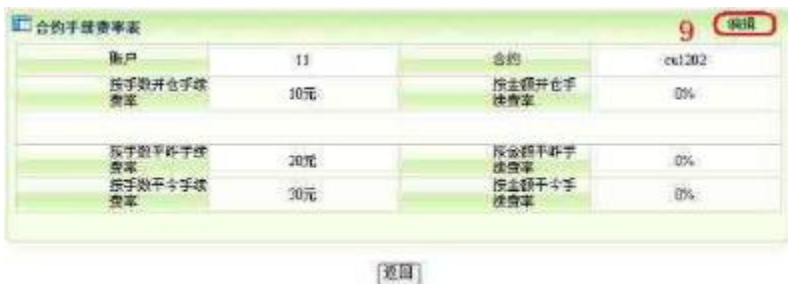 合约手续费率表
9 编辑
账户 11 合约 cu1202
按手数开仓手续
费率 10元 按金额开仓手
续费率 0%
按手数平昨手续
费率 20元 按金额平昨手
续费率 0%
按手数平今手续
费率 30元 按金额平今手
续费率 0%
返回